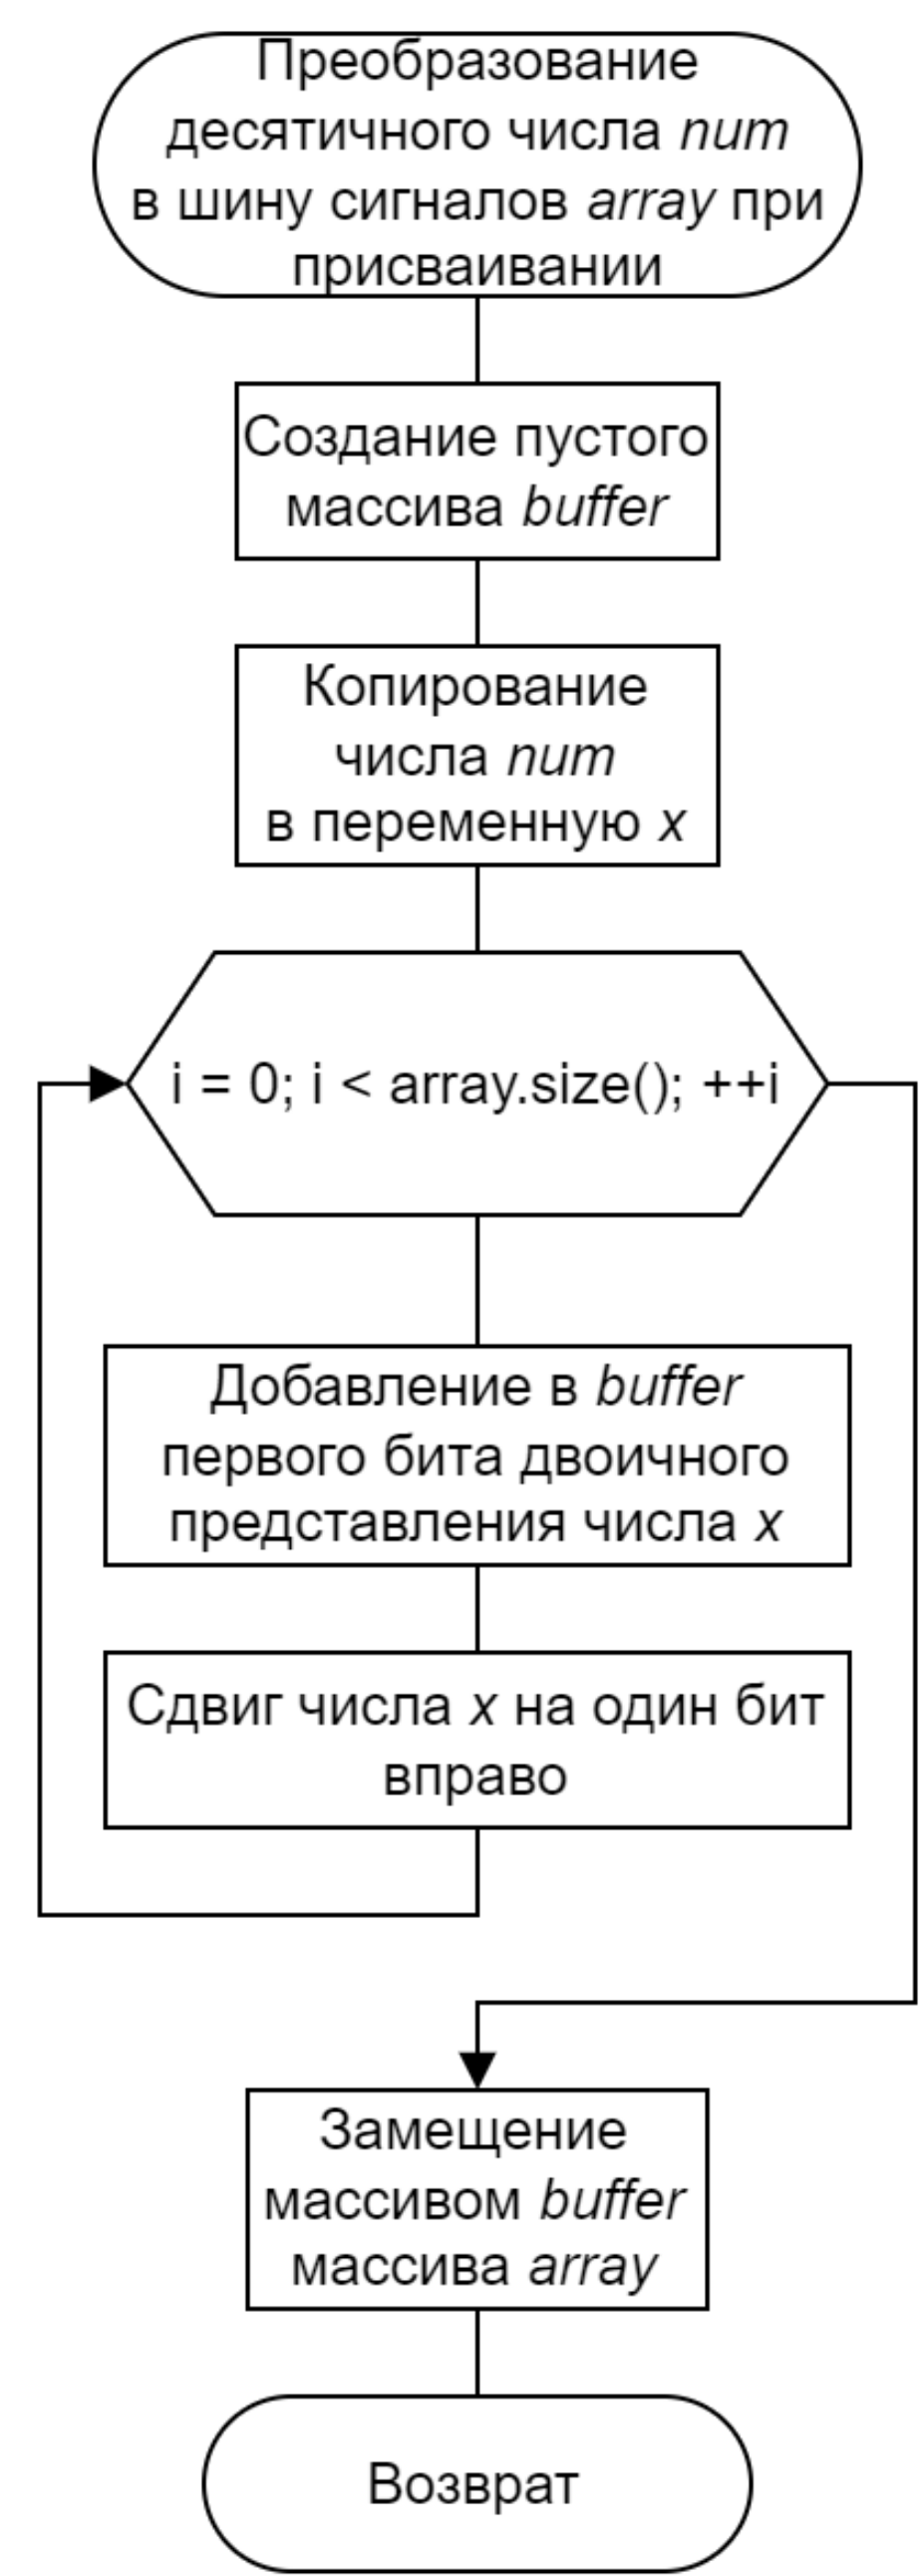 Преобразование
десятичного числа num
в шину сигналов array при
присваивании
Создание пустого
массива buffer
Копирование
числа num
в переменную x
i = 0; i < array.size(); ++i
Добавление в buffer
первого бита двоичного
представления числа x
Сдвиг числа x на один бит
вправо
Замещение
массивом buffer
массива array
Возврат